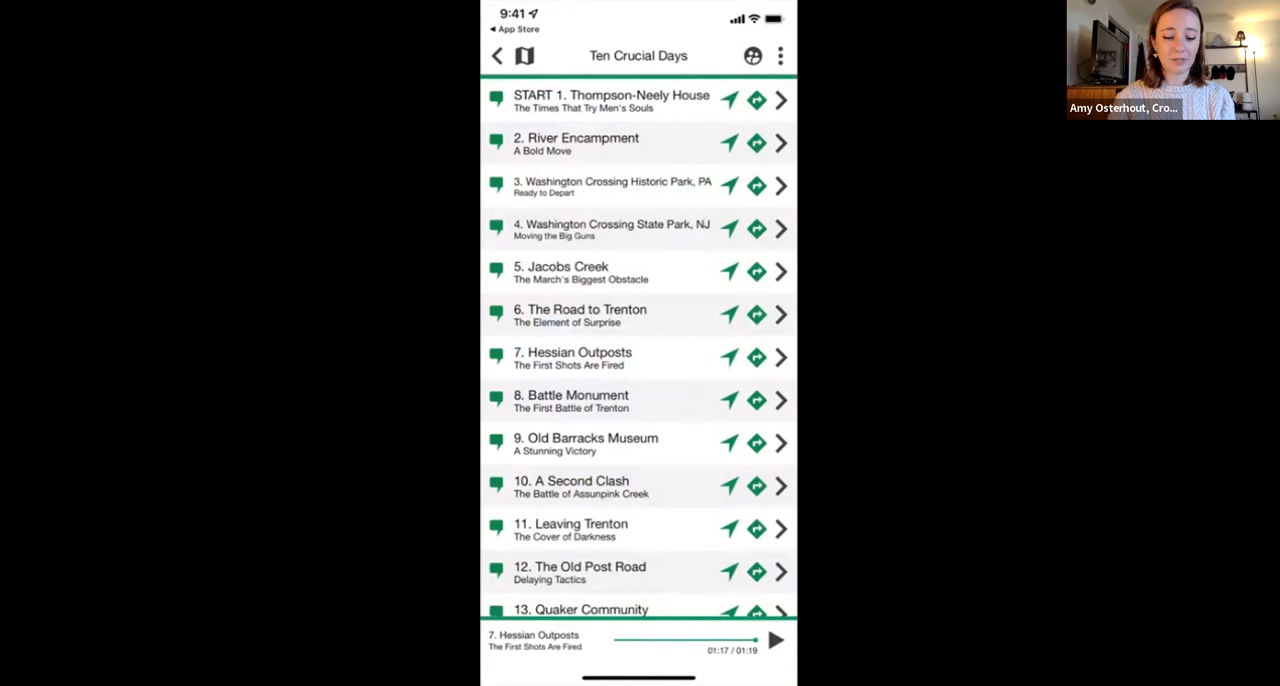 9:41
App Store
Ten Crucial Days
START 1. Thompson-Neely House
The Times That Try Men's Souls
2. River Encampment
A Bold Move
3. Washington Crossing Historic Park, PA
Ready to Depart
4. Washington Crossing State Park, NJ
Moving the Big Guns
5. Jacobs Creek
The March's Biggest Obstacle
6. The Road to Trenton
The Element of Surprise
7. Hessian Outposts
The First Shots Are Fired
8. Battle Monument
The First Battle of Trenton
9. Old Barracks Museum
A Stunning Victory
10. A Second Clash
The Battle of Assunpink Creek
11. Leaving Trenton
The Cover of Darkness
12. The Old Post Road
Delaying Tactics
13. Quaker Community
7. Hessian Outposts
The First Shots Are Fired
01:17 / 01:19
Amy Osterhout, Cro...